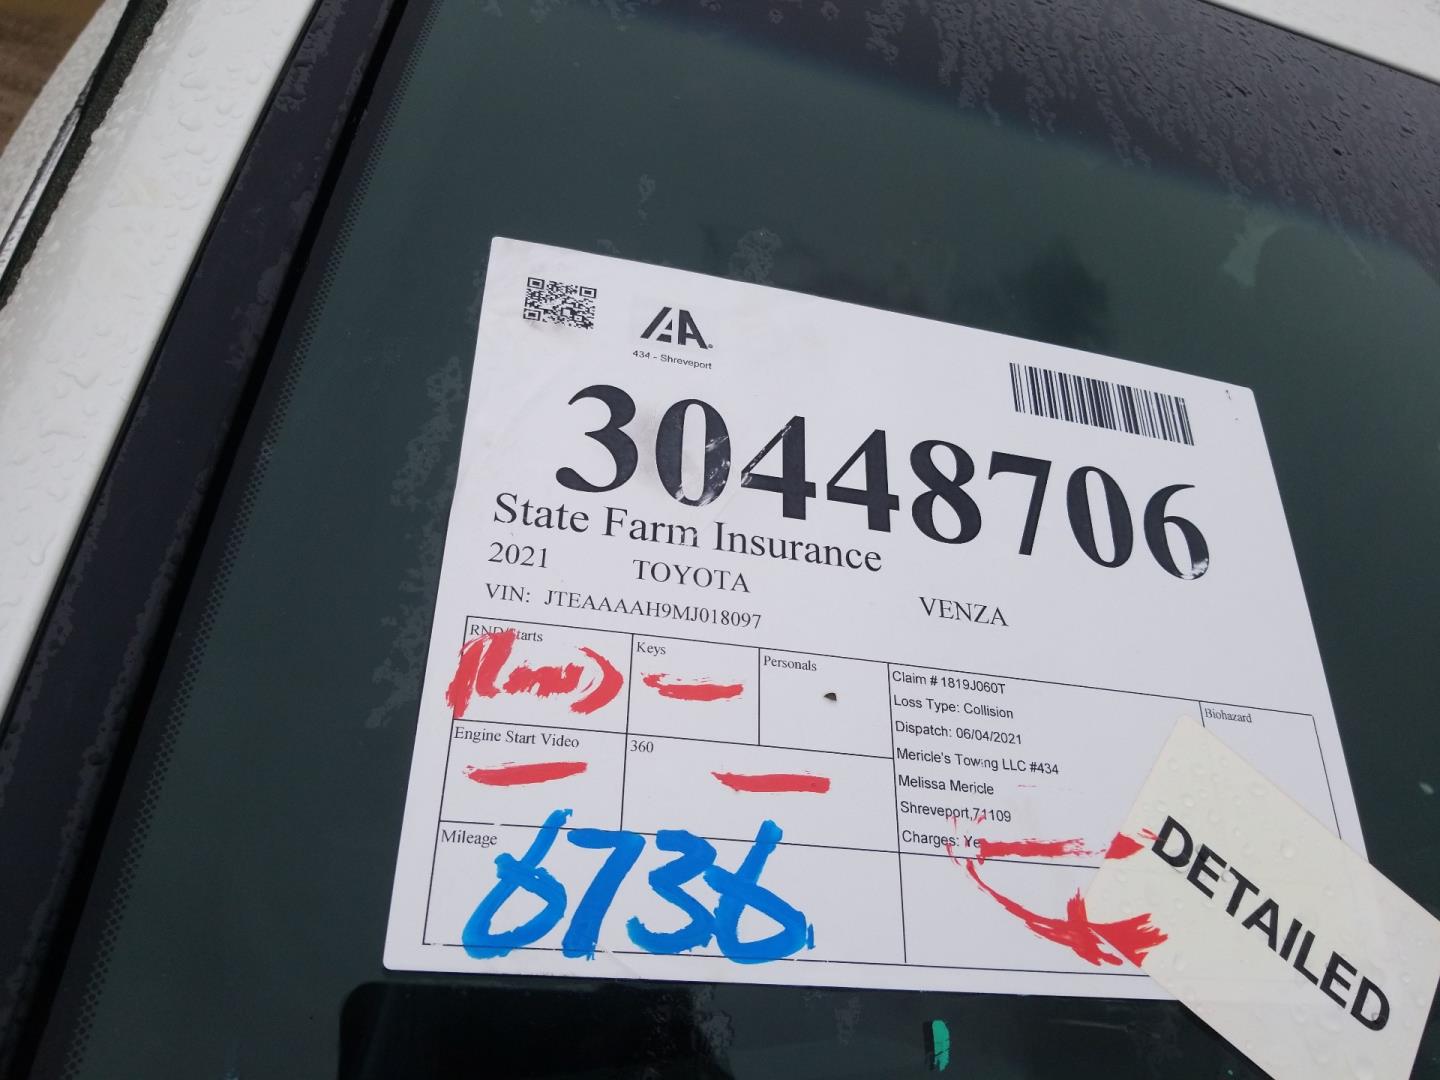 IAA
434 - Shreveport
30448706
State Farm Insurance
2021 TOYOTA VENZA
VIN: JTEAAAAH9MJ018097
RND/Starts
Keys
Personals
Claim # 1819J060T
Loss Type: Collision
Dispatch: 06/04/2021
Mericle's Towing LLC #434
Melissa Mericle
Shreveport,71109
Charges: Ye
Biohazard
Engine Start Video
360
Mileage
6736
DETAILED